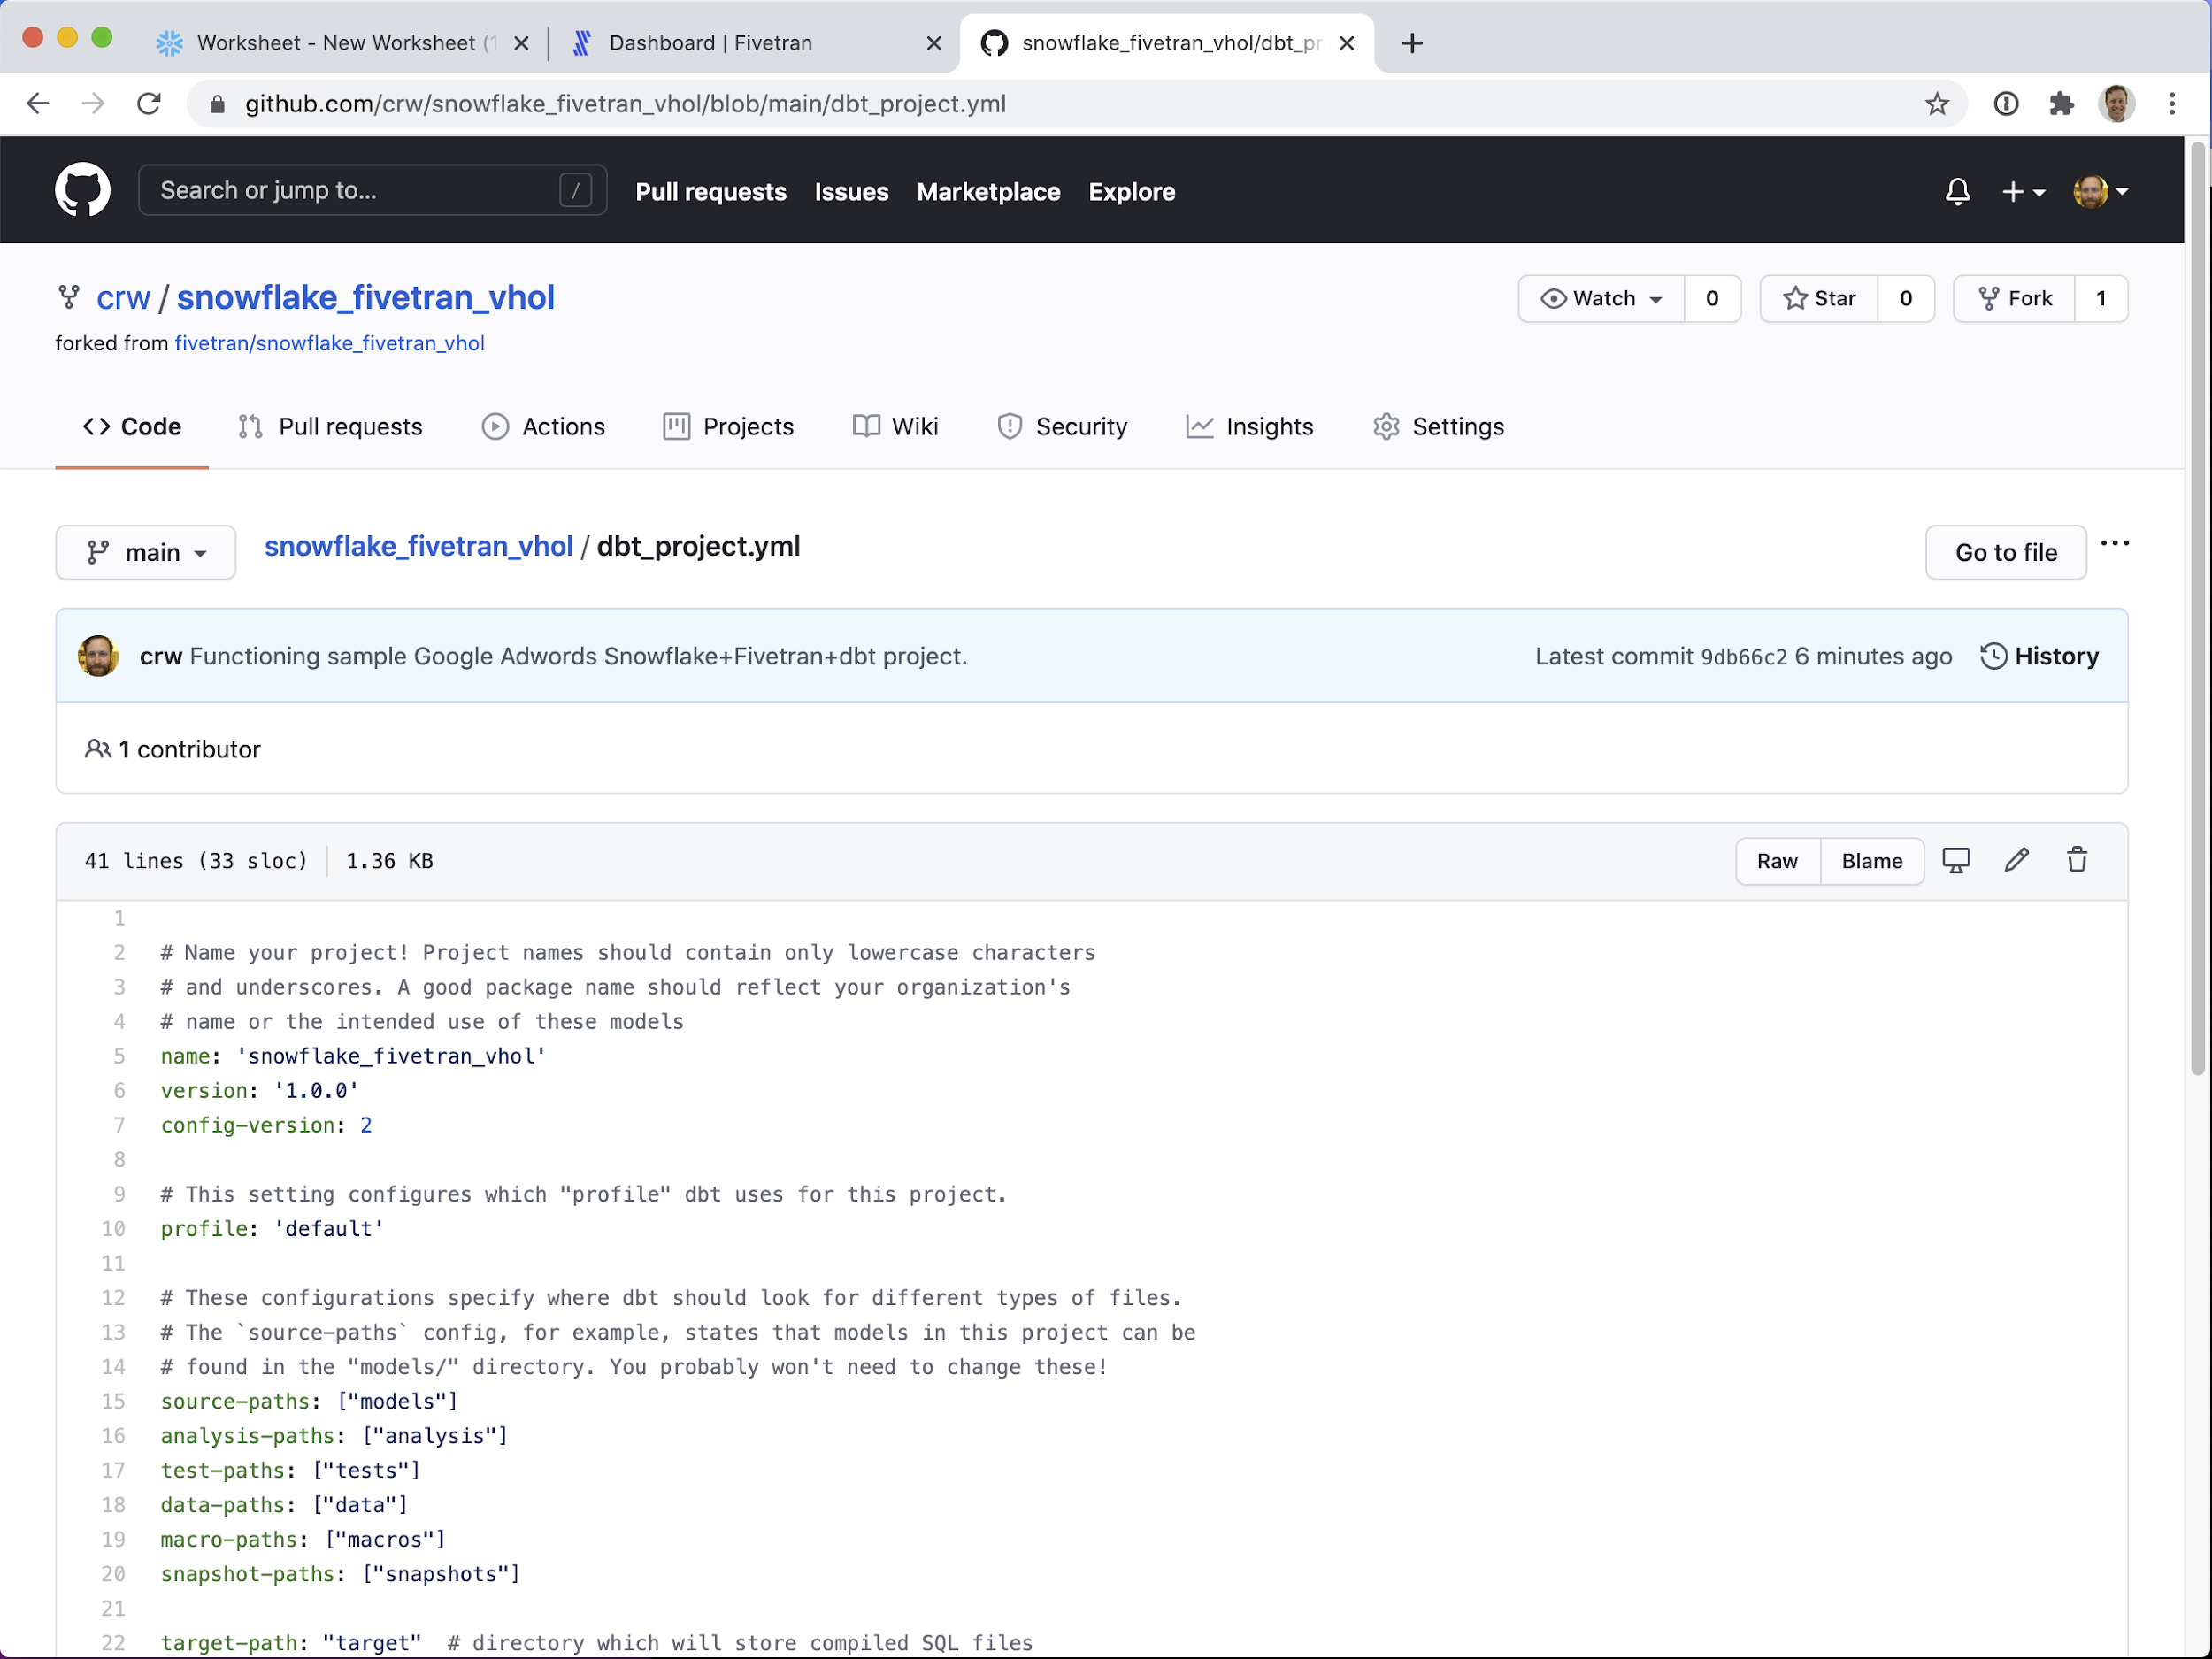 Worksheet - New Worksheet (1
Dashboard | Fivetran
snowflake_fivetran_vhol/dbt_pr
github.com/crw/snowflake_fivetran_vhol/blob/main/dbt_project.yml
Search or jump to... /
Pull requests Issues Marketplace Explore
crw / snowflake_fivetran_vhol
Watch 0 Star 0 Fork 1
forked from fivetran/snowflake_fivetran_vhol
Code Pull requests Actions Projects Wiki Security Insights Settings
main snowflake_fivetran_vhol / dbt_project.yml Go to file ...
crw Functioning sample Google Adwords Snowflake+Fivetran+dbt project. Latest commit 9db66c2 6 minutes ago History
1 contributor
41 lines (33 sloc) 1.36 KB Raw Blame
1
2 # Name your project! Project names should contain only lowercase characters
3 # and underscores. A good package name should reflect your organization's
4 # name or the intended use of these models
5 name: 'snowflake_fivetran_vhol'
6 version: '1.0.0'
7 config-version: 2
8
9 # This setting configures which "profile" dbt uses for this project.
10 profile: 'default'
11
12 # These configurations specify where dbt should look for different types of files.
13 # The `source-paths` config, for example, states that models in this project can be
14 # found in the "models/" directory. You probably won't need to change these!
15 source-paths: ["models"]
16 analysis-paths: ["analysis"]
17 test-paths: ["tests"]
18 data-paths: ["data"]
19 macro-paths: ["macros"]
20 snapshot-paths: ["snapshots"]
21
22 target-path: "target" # directory which will store compiled SQL files